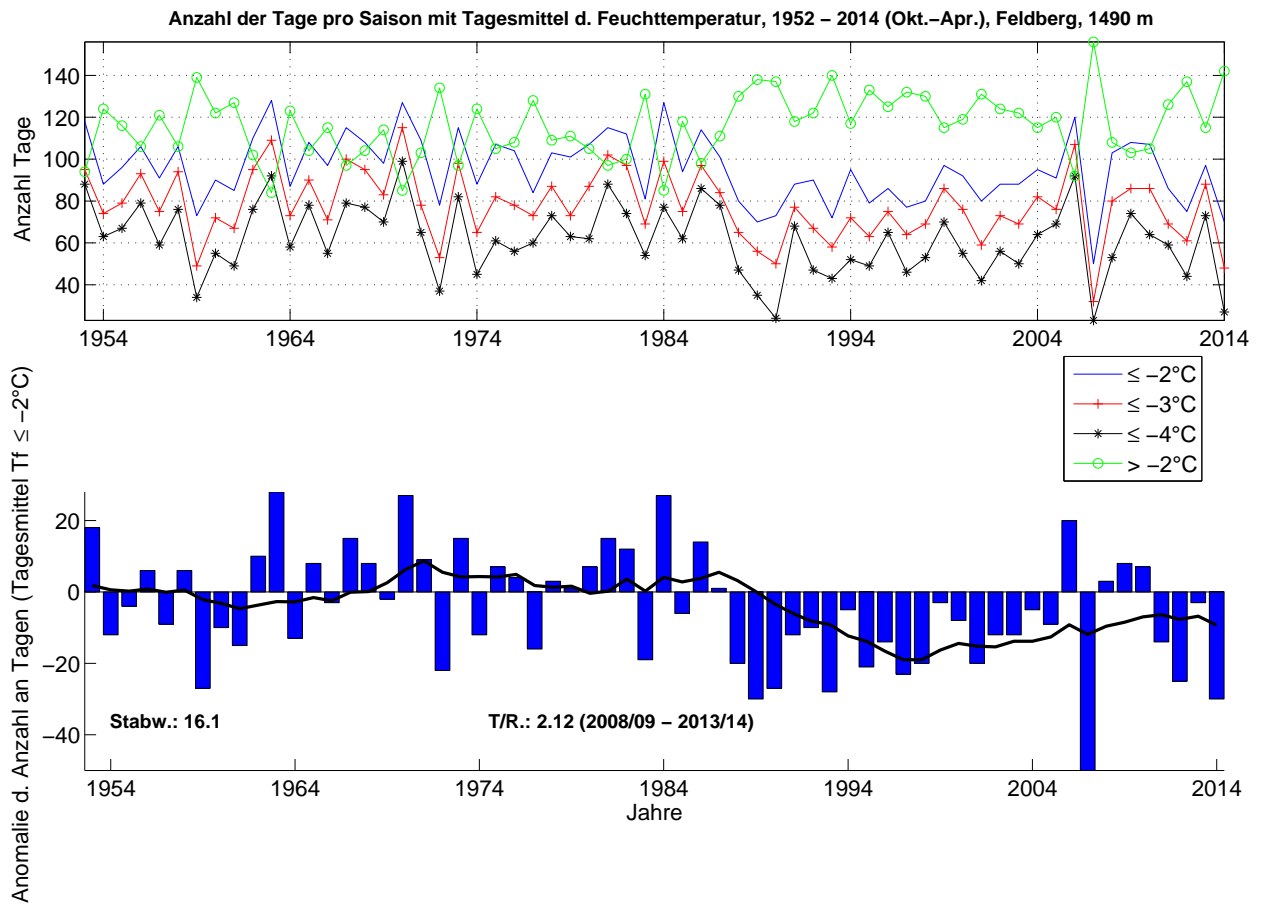 Anzahl der Tage pro Saison mit Tagesmittel d. Feuchttemperatur, 1952 − 2014 (Okt.−Apr.), Feldberg, 1490 m
Anzahl Tage
140
120
100
80
60
40
1954 1964 1974 1984 1994 2004 2014
≤ −2°C
≤ −3°C
≤ −4°C
> −2°C
Anomalie d. Anzahl an Tagen (Tagesmittel Tf ≤ −2°C)
20
0
−20
−40
Stabw.: 16.1 T/R.: 2.12 (2008/09 − 2013/14)
1954 1964 1974 1984 1994 2004 2014
Jahre